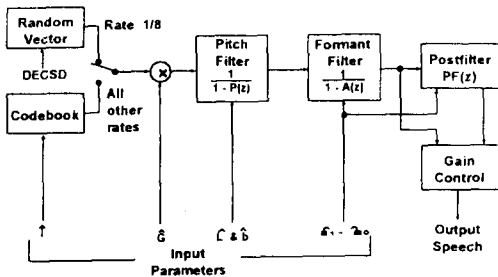 Random
Vector
Rate 1/8
DECSD
Codebook
All
other
rates
×
Pitch
Filter
1
1 - P(z)
Formant
Filter
1
1 - A(z)
Postfilter
PF(z)
Gain
Control
Output
Speech
Ĝ
& b̂
Input
Parameters